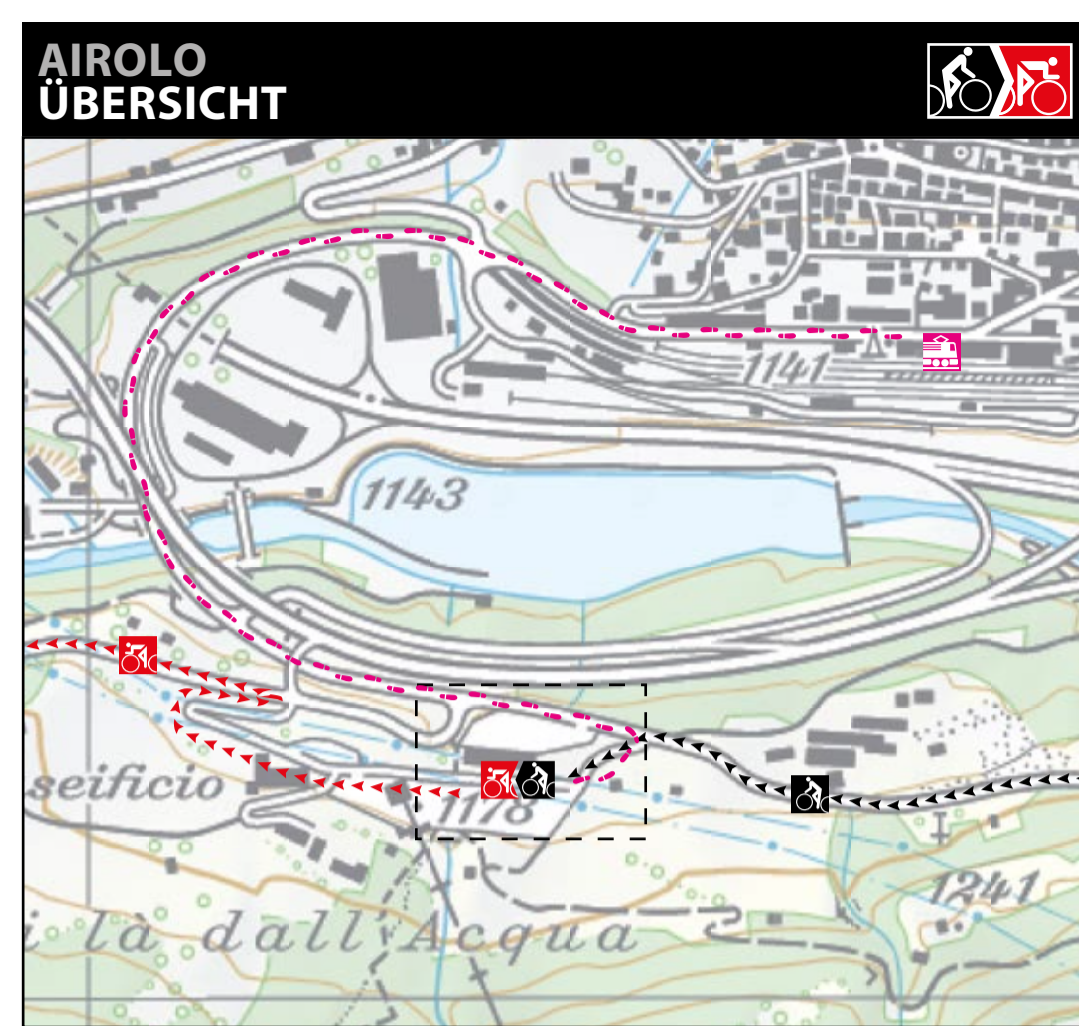 AIROLO
ÜBERSICHT
1141
1143
seificio
1178
1241
i là dall'Acqua